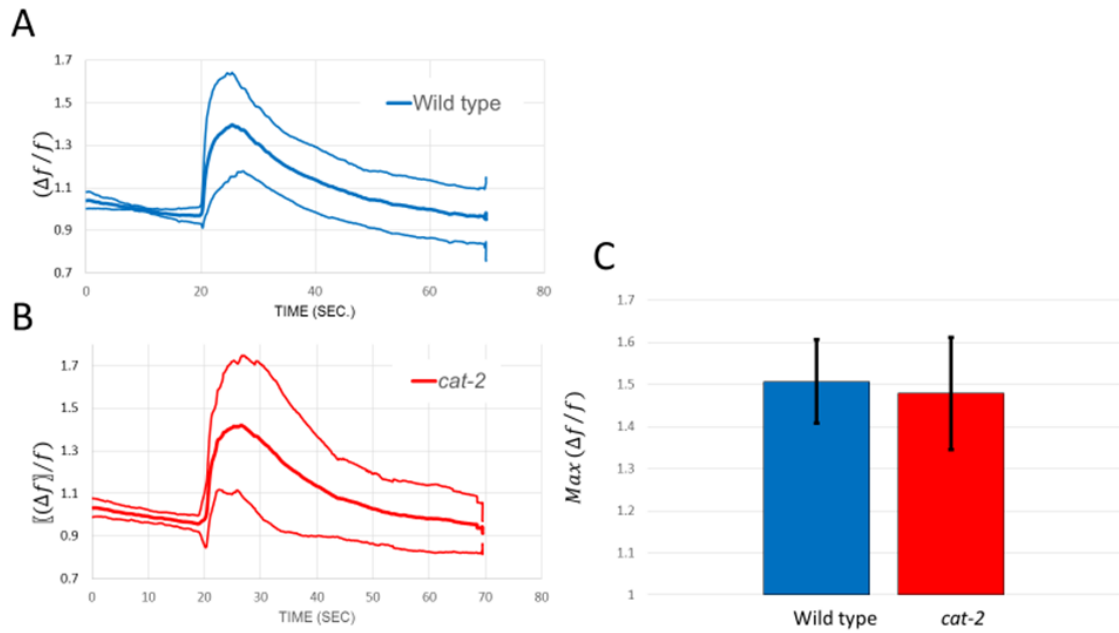 A
1.7
1.5
1.3
1.1
0.9
0.7
(Δf/f)
Wild type
0 20 40 60 80
TIME (SEC.)
B
1.7
1.5
1.3
1.1
0.9
0.7
〖(Δf〗/f)
cat-2
0 10 20 30 40 50 60 70 80
TIME (SEC)
C
1.7
1.6
1.5
1.4
1.3
1.2
1.1
1
Max (Δf/f)
Wild type cat-2